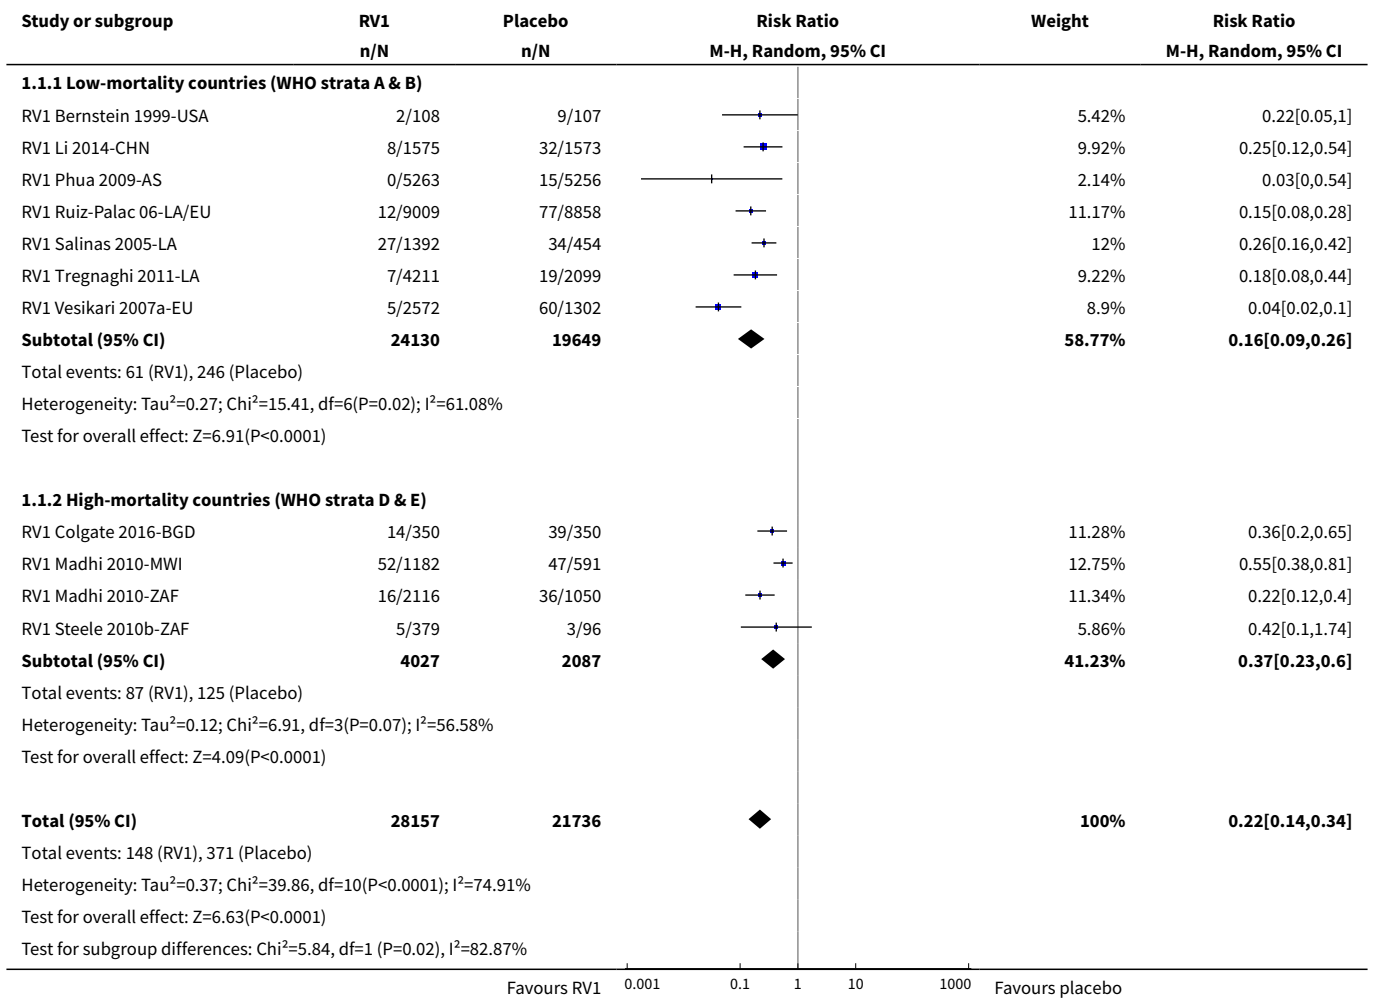 Study or subgroup RV1 Placebo Risk Ratio Weight Risk Ratio
n/N n/N M-H, Random, 95% CI M-H, Random, 95% CI
1.1.1 Low-mortality countries (WHO strata A & B)
RV1 Bernstein 1999-USA 2/108 9/107 5.42% 0.22[0.05,1]
RV1 Li 2014-CHN 8/1575 32/1573 9.92% 0.25[0.12,0.54]
RV1 Phua 2009-AS 0/5263 15/5256 2.14% 0.03[0,0.54]
RV1 Ruiz-Palac 06-LA/EU 12/9009 77/8858 11.17% 0.15[0.08,0.28]
RV1 Salinas 2005-LA 27/1392 34/454 12% 0.26[0.16,0.42]
RV1 Tregnaghi 2011-LA 7/4211 19/2099 9.22% 0.18[0.08,0.44]
RV1 Vesikari 2007a-EU 5/2572 60/1302 8.9% 0.04[0.02,0.1]
Subtotal (95% CI) 24130 19649 58.77% 0.16[0.09,0.26]
Total events: 61 (RV1), 246 (Placebo)
Heterogeneity: Tau²=0.27; Chi²=15.41, df=6(P=0.02); I²=61.08%
Test for overall effect: Z=6.91(P<0.0001)
1.1.2 High-mortality countries (WHO strata D & E)
RV1 Colgate 2016-BGD 14/350 39/350 11.28% 0.36[0.2,0.65]
RV1 Madhi 2010-MWI 52/1182 47/591 12.75% 0.55[0.38,0.81]
RV1 Madhi 2010-ZAF 16/2116 36/1050 11.34% 0.22[0.12,0.4]
RV1 Steele 2010b-ZAF 5/379 3/96 5.86% 0.42[0.1,1.74]
Subtotal (95% CI) 4027 2087 41.23% 0.37[0.23,0.6]
Total events: 87 (RV1), 125 (Placebo)
Heterogeneity: Tau²=0.12; Chi²=6.91, df=3(P=0.07); I²=56.58%
Test for overall effect: Z=4.09(P<0.0001)
Total (95% CI) 28157 21736 100% 0.22[0.14,0.34]
Total events: 148 (RV1), 371 (Placebo)
Heterogeneity: Tau²=0.37; Chi²=39.86, df=10(P<0.0001); I²=74.91%
Test for overall effect: Z=6.63(P<0.0001)
Test for subgroup differences: Chi²=5.84, df=1 (P=0.02), I²=82.87%
Favours RV1 0.001 0.1 1 10 1000 Favours placebo